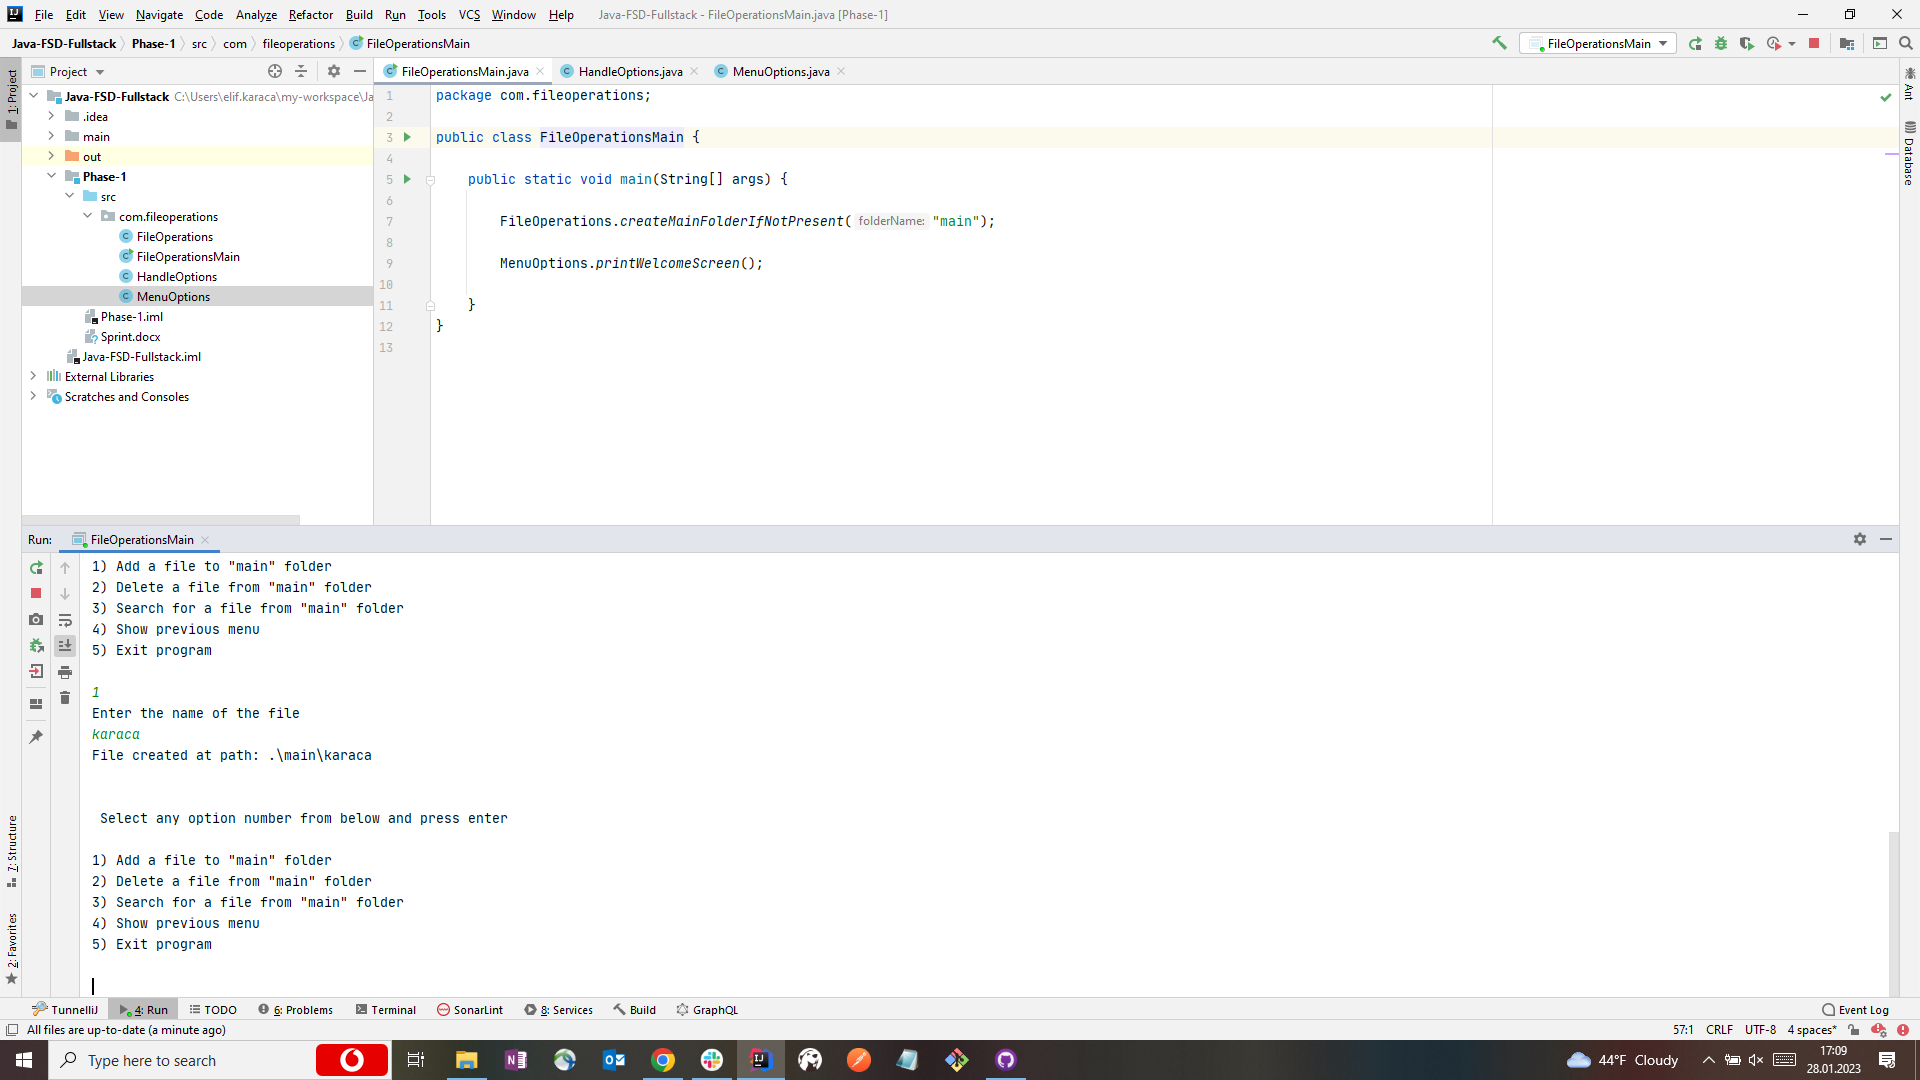 File Edit View Navigate Code Analyze Refactor Build Run Tools VCS Window Help Java-FSD-Fullstack - FileOperationsMain.java [Phase-1]
Java-FSD-Fullstack Phase-1 src com fileoperations FileOperationsMain FileOperationsMain
Project FileOperationsMain.java HandleOptions.java MenuOptions.java
1: Project
Java-FSD-Fullstack C:\Users\elif.karaca\my-workspace\Ja
.idea
main
out
Phase-1
src
com.fileoperations
FileOperations
FileOperationsMain
HandleOptions
MenuOptions
Phase-1.iml
Sprint.docx
Java-FSD-Fullstack.iml
External Libraries
Scratches and Consoles
1 package com.fileoperations;
2
3 public class FileOperationsMain {
4
5 public static void main(String[] args) {
6
7 FileOperations.createMainFolderIfNotPresent( folderName: "main");
8
9 MenuOptions.printWelcomeScreen();
10
11 }
12 }
13
Ant
Database
Run: FileOperationsMain
1) Add a file to "main" folder
2) Delete a file from "main" folder
3) Search for a file from "main" folder
4) Show previous menu
5) Exit program
1
Enter the name of the file
karaca
File created at path: .\main\karaca
Select any option number from below and press enter
1) Add a file to "main" folder
2) Delete a file from "main" folder
3) Search for a file from "main" folder
4) Show previous menu
5) Exit program
7: Structure
2: Favorites
TunnelliJ 4: Run TODO 6: Problems Terminal SonarLint 8: Services Build GraphQL Event Log
All files are up-to-date (a minute ago) 57:1 CRLF UTF-8 4 spaces*
Type here to search 44°F Cloudy 17:09
28.01.2023